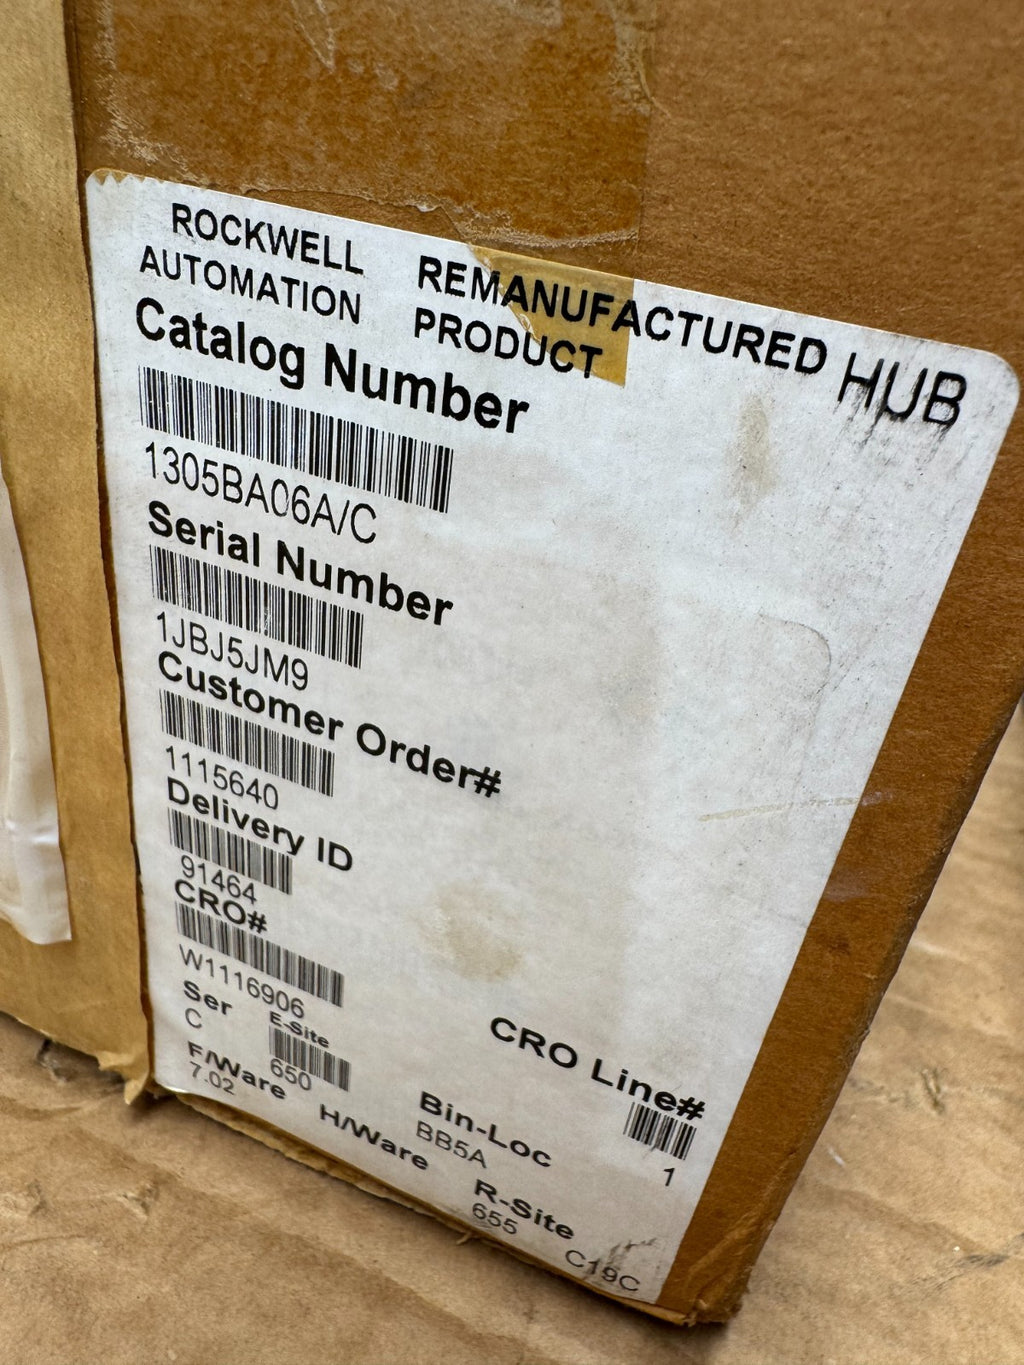 ROCKWELL
AUTOMATION
REMANUFACTURED
PRODUCT
HUB
Catalog Number
1305BA06A/C
Serial Number
1JBJ5JM9
Customer Order#
1115640
Delivery ID
91464
CRO#
W1116906
CRO Line#
1
Ser
C
E-Site
650
F/Ware
7.02
H/Ware
Bin-Loc
BB5A
R-Site
655
C19C